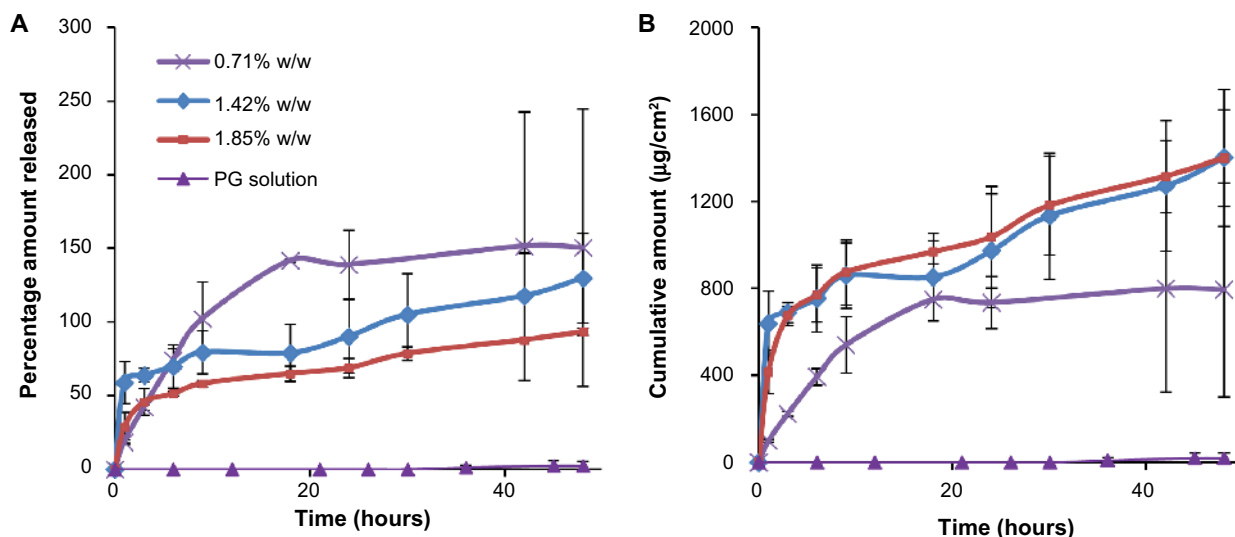 A
Percentage amount released
300
250
200
150
100
50
0
0.71% w/w
1.42% w/w
1.85% w/w
PG solution
0
20
40
Time (hours)
B
Cumulative amount (µg/cm²)
2000
1600
1200
800
400
0
0
20
40
Time (hours)